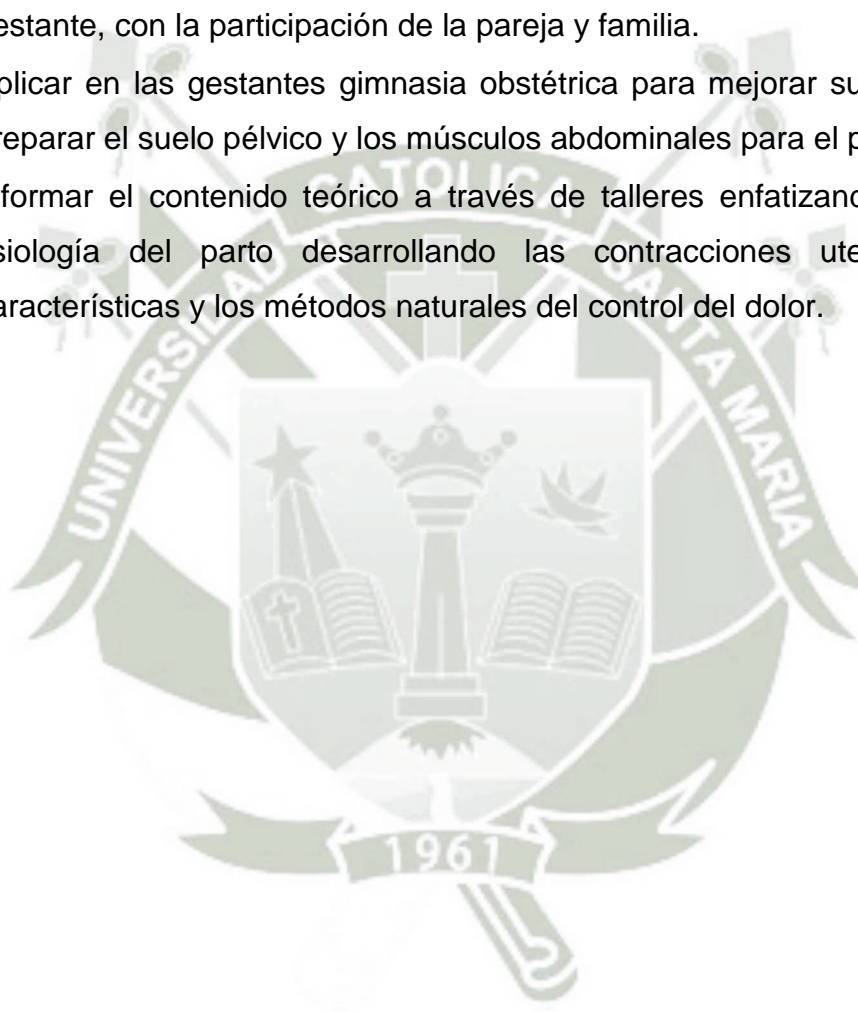 estante, con la participación de la pareja y familia.
plicar en las gestantes gimnasia obstétrica para mejorar su
reparar el suelo pélvico y los músculos abdominales para el p
formar el contenido teórico a través de talleres enfatizand
siología del parto desarrollando las contracciones ute
aracterísticas y los métodos naturales del control del dolor.
UNIVERSIDAD CATOLICA SANTA MARIA
1961